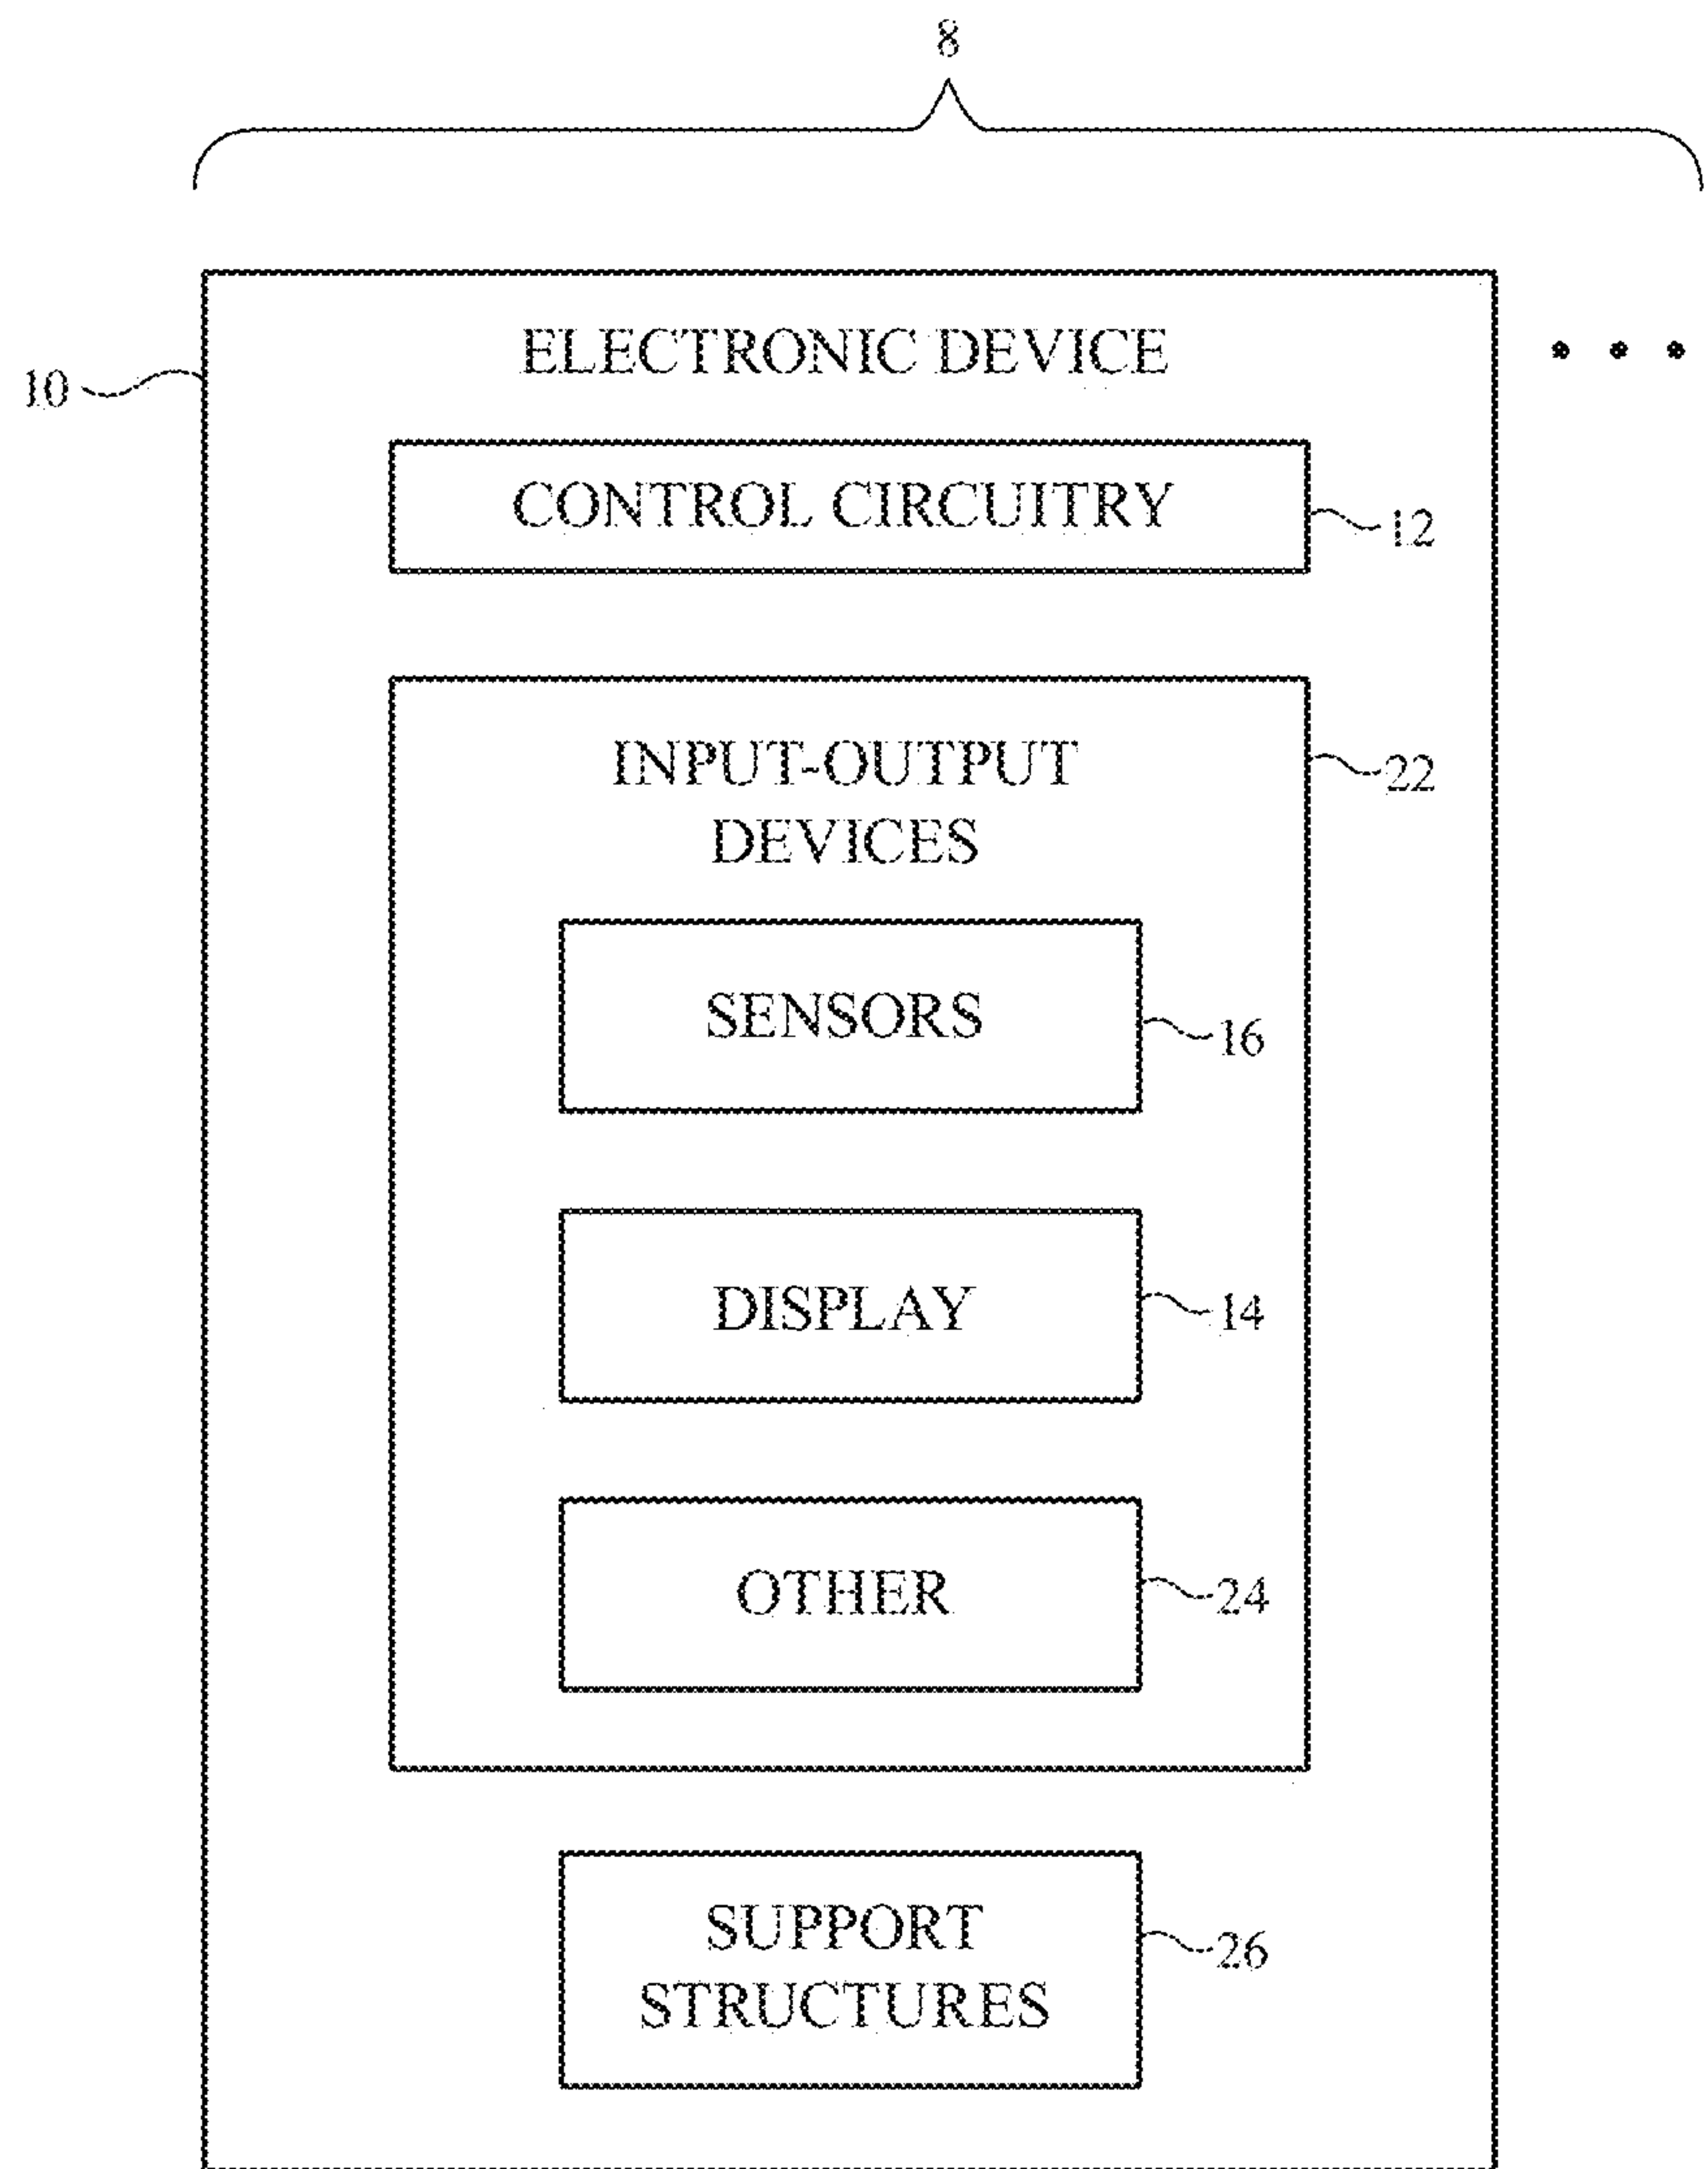 8
ELECTRONIC DEVICE
10
CONTROL CIRCUITRY
12
INPUT-OUTPUT
DEVICES
22
SENSORS
16
DISPLAY
14
OTHER
24
SUPPORT
STRUCTURES
26